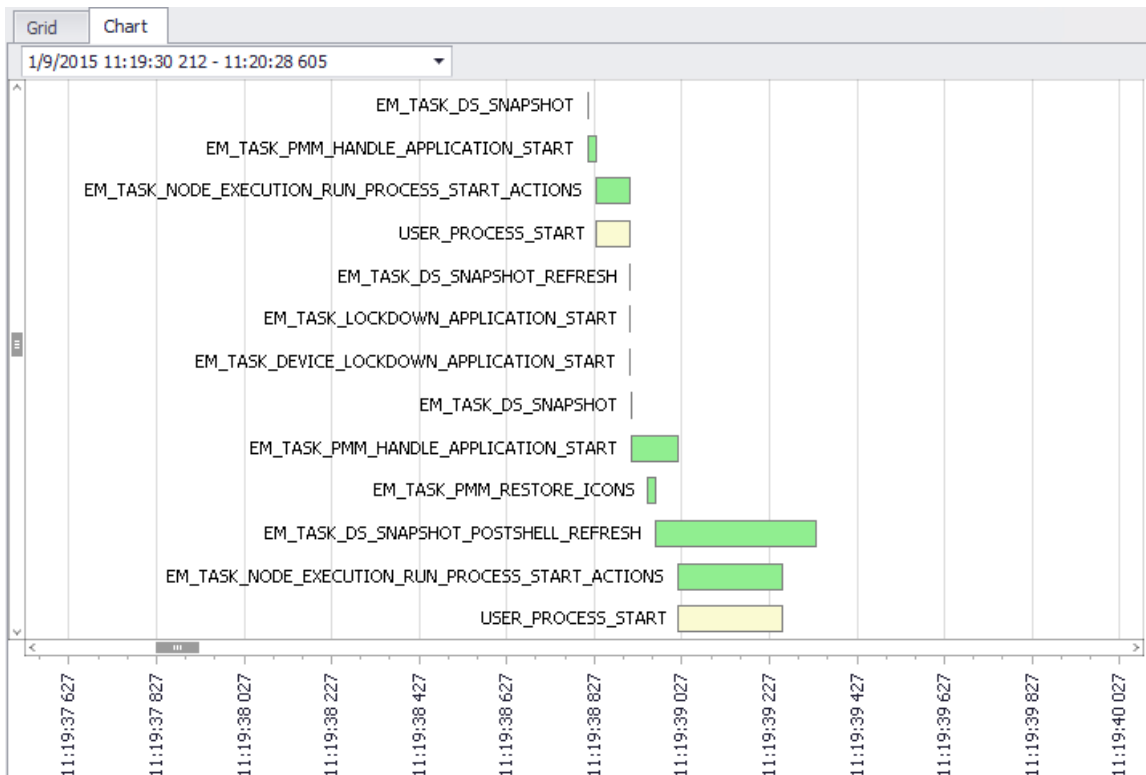 Grid
Chart
1/9/2015 11:19:30 212 - 11:20:28 605
EM_TASK_DS_SNAPSHOT
EM_TASK_PMM_HANDLE_APPLICATION_START
EM_TASK_NODE_EXECUTION_RUN_PROCESS_START_ACTIONS
USER_PROCESS_START
EM_TASK_DS_SNAPSHOT_REFRESH
EM_TASK_LOCKDOWN_APPLICATION_START
EM_TASK_DEVICE_LOCKDOWN_APPLICATION_START
EM_TASK_DS_SNAPSHOT
EM_TASK_PMM_HANDLE_APPLICATION_START
EM_TASK_PMM_RESTORE_ICONS
EM_TASK_DS_SNAPSHOT_POSTSHELL_REFRESH
EM_TASK_NODE_EXECUTION_RUN_PROCESS_START_ACTIONS
USER_PROCESS_START
11:19:37 627
11:19:37 827
11:19:38 027
11:19:38 227
11:19:38 427
11:19:38 627
11:19:38 827
11:19:39 027
11:19:39 227
11:19:39 427
11:19:39 627
11:19:39 827
11:19:40 027